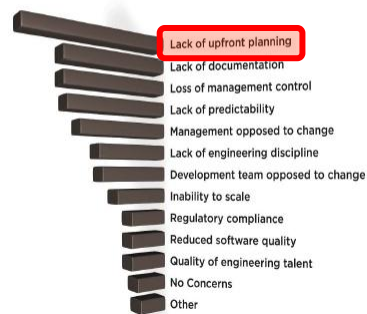 Lack of upfront planning
Lack of documentation
Loss of management control
Lack of predictability
Management opposed to change
Lack of engineering discipline
Development team opposed to change
Inability to scale
Regulatory compliance
Reduced software quality
Quality of engineering talent
No Concerns
Other